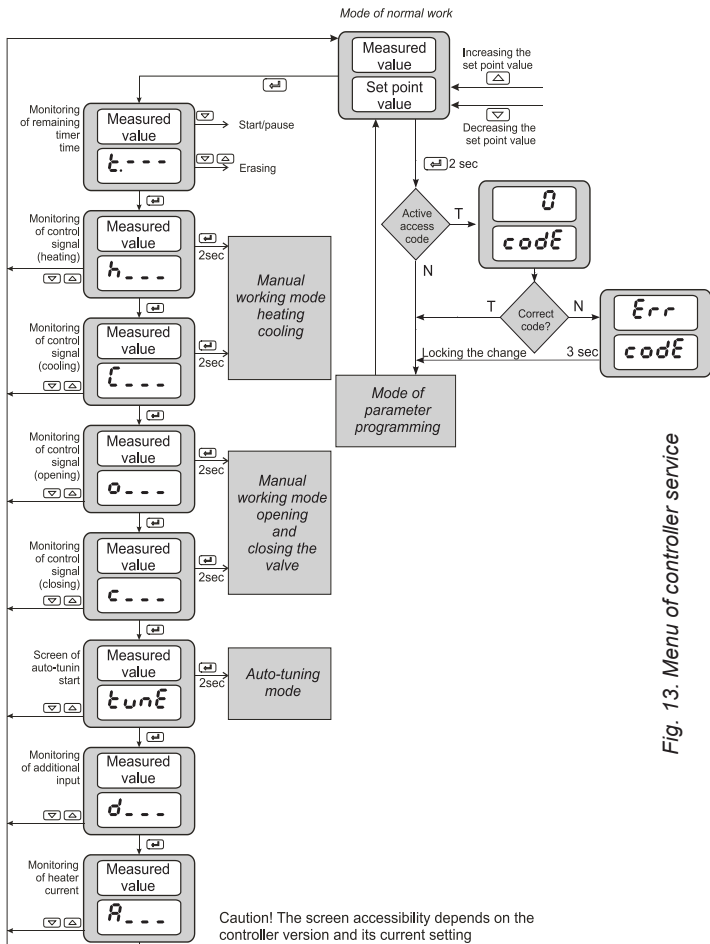 Mode of normal work
Measured
value
Set point
value
Increasing the
set point value
Decreasing the
set point value
2 sec
Active
access
code
T
N
0
codE
Correct
code?
T
N
Err
codE
Locking the change
3 sec
Mode of
parameter
programming
Monitoring
of remaining
timer
time
Measured
value
t.---
Start/pause
Erasing
Monitoring
of control
signal
(heating)
Measured
value
h___
2sec
Manual
working mode
heating
cooling
Monitoring
of control
signal
(cooling)
Measured
value
C___
2sec
Monitoring
of control
signal
(opening)
Measured
value
o___
2sec
Manual
working mode
opening
and
closing the
valve
Monitoring
of control
signal
(closing)
Measured
value
c___
2sec
Screen of
auto-tunin
start
Measured
value
tunE
2sec
Auto-tuning
mode
Monitoring
of additional
input
Measured
value
d___
Monitoring
of heater
current
Measured
value
A___
Caution! The screen accessibility depends on the
controller version and its current setting
Fig. 13. Menu of controller service